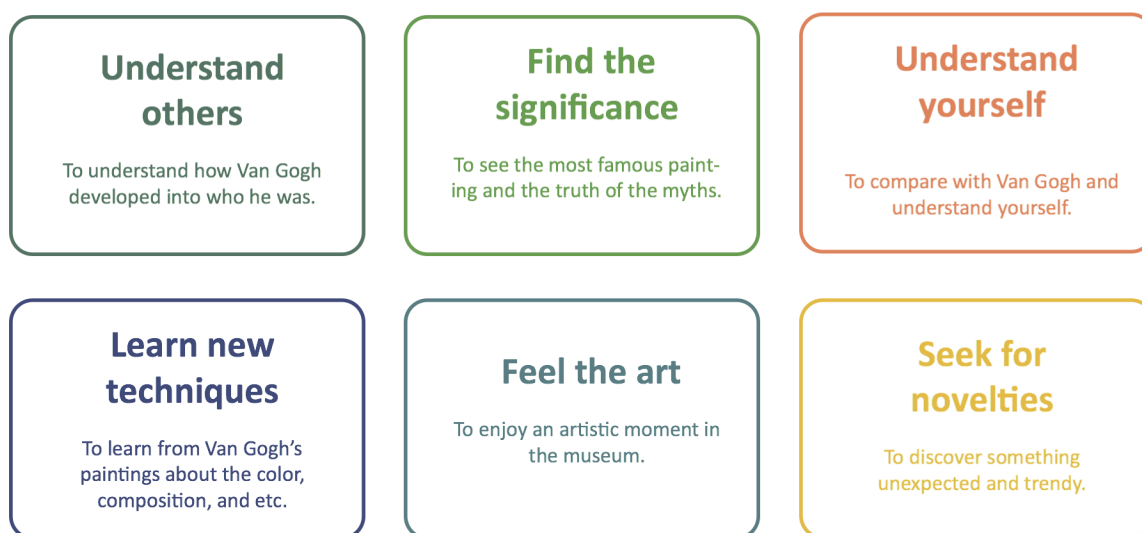 Understand
others
To understand how Van Gogh
developed into who he was.
Find the
significance
To see the most famous paint-
ing and the truth of the myths.
Understand
yourself
To compare with Van Gogh and
understand yourself.
Learn new
techniques
To learn from Van Gogh’s
paintings about the color,
composition, and etc.
Feel the art
To enjoy an artistic moment in
the museum.
Seek for
novelties
To discover something
unexpected and trendy.